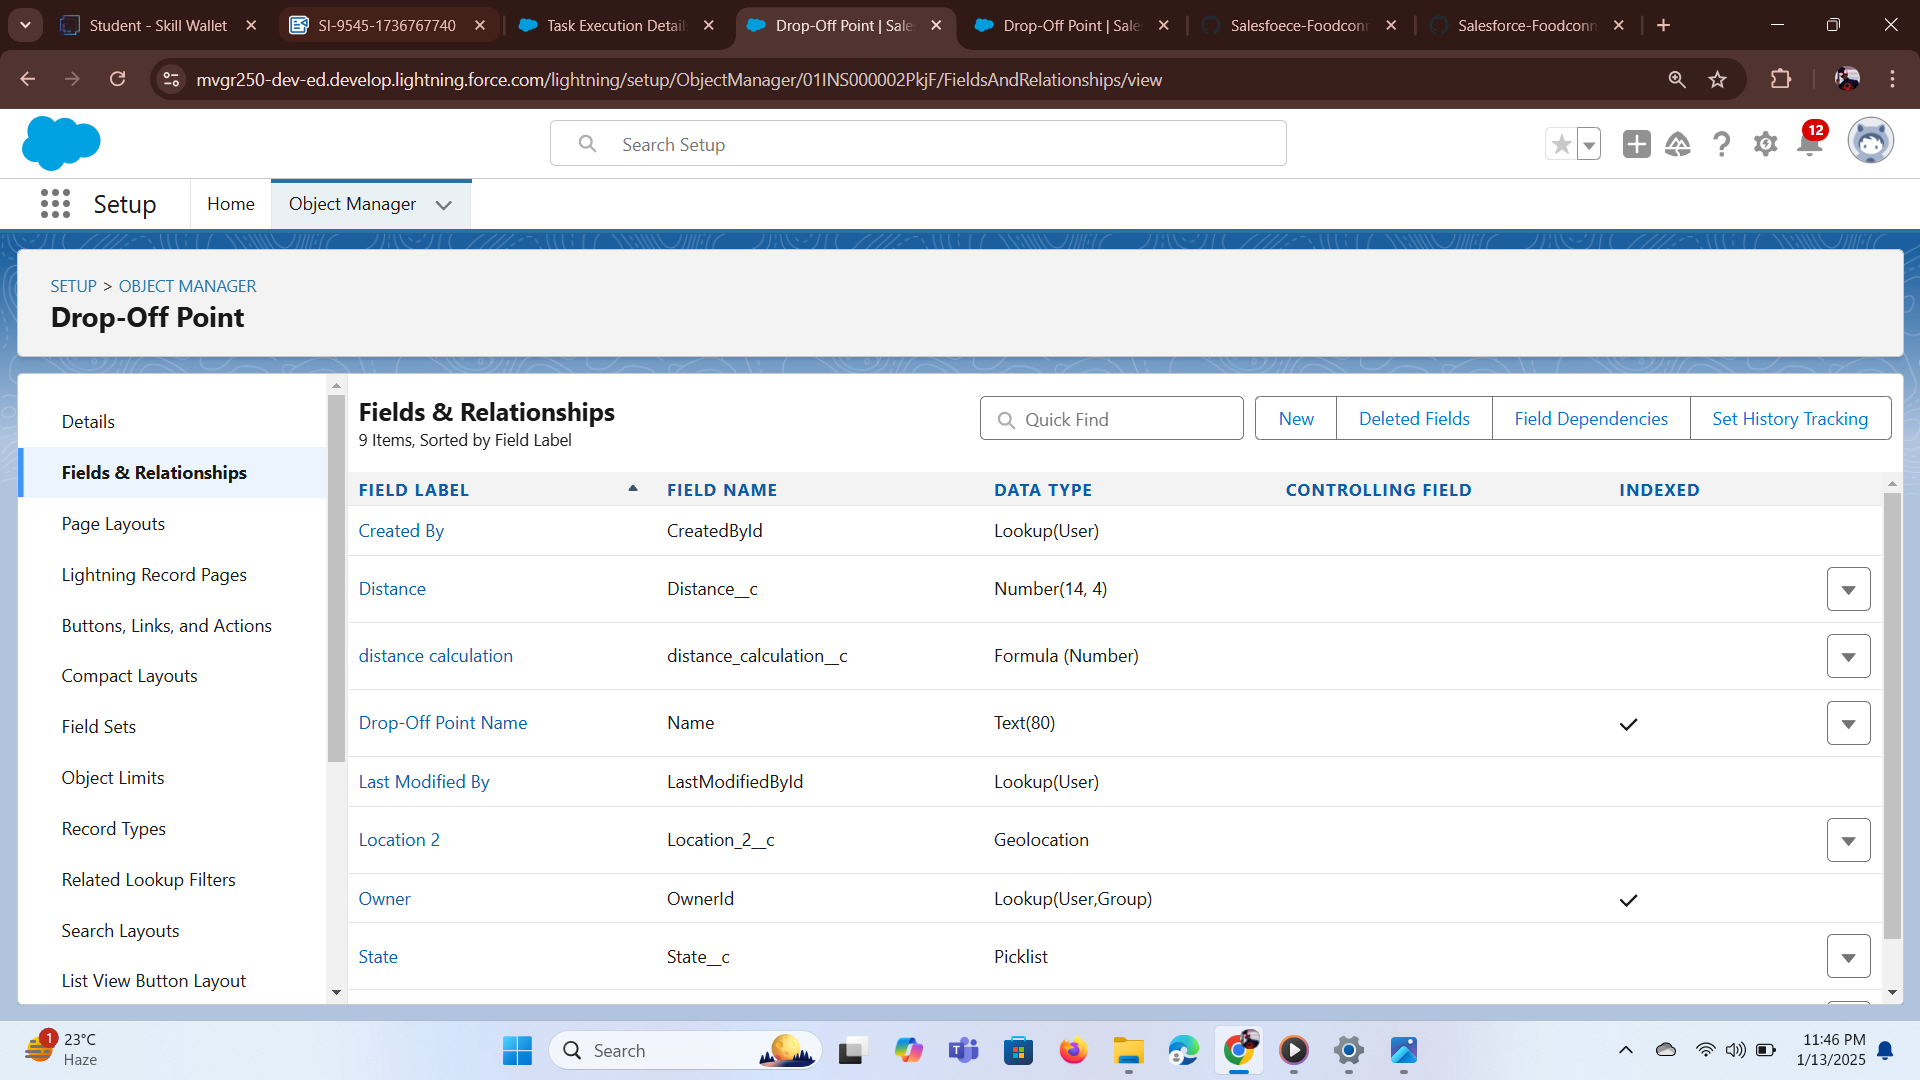 Student - Skill Wallet
SI-9545-1736767740
Task Execution Detail
Drop-Off Point | Sale
Drop-Off Point | Sale
Salesfoece-Foodconn
Salesforce-Foodconn
mvgr250-dev-ed.develop.lightning.force.com/lightning/setup/ObjectManager/01INS000002PkjF/FieldsAndRelationships/view
Search Setup
12
Setup
Home
Object Manager
SETUP > OBJECT MANAGER
Drop-Off Point
Details
Fields & Relationships
Page Layouts
Lightning Record Pages
Buttons, Links, and Actions
Compact Layouts
Field Sets
Object Limits
Record Types
Related Lookup Filters
Search Layouts
List View Button Layout
Fields & Relationships
9 Items, Sorted by Field Label
Quick Find
New
Deleted Fields
Field Dependencies
Set History Tracking
FIELD LABEL FIELD NAME DATA TYPE CONTROLLING FIELD INDEXED
Created By CreatedById Lookup(User)
Distance Distance__c Number(14, 4)
distance calculation distance_calculation__c Formula (Number)
Drop-Off Point Name Name Text(80)
Last Modified By LastModifiedById Lookup(User)
Location 2 Location_2__c Geolocation
Owner OwnerId Lookup(User,Group)
State State__c Picklist
1
23°C
Haze
Search
11:46 PM
1/13/2025